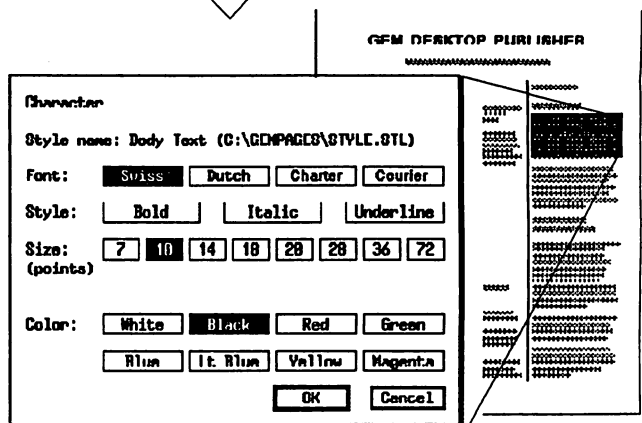 GEM DESKTOP PUBLISHER
Character
Style name: Body Text (C:\GEMPAGES\STYLE.STL)
Font: Swiss Dutch Charter Courier
Style: Bold Italic Underline
Size: 7 10 14 18 20 28 36 72
(points)
Color: White Black Red Green
Blue lt. Blue Yellow Magenta
OK Cancel